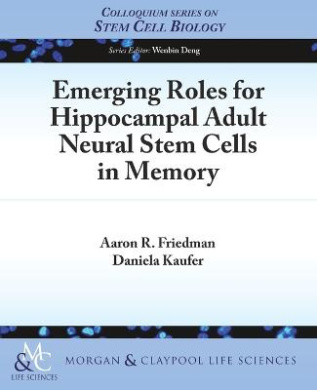 COLLOQUIUM SERIES ON
STEM CELL BIOLOGY
Series Editor: Wenbin Deng
Emerging Roles for
Hippocampal Adult
Neural Stem Cells
in Memory
Aaron R. Friedman
Daniela Kaufer
M&C
LIFE SCIENCES
MORGAN & CLAYPOOL LIFE SCIENCES